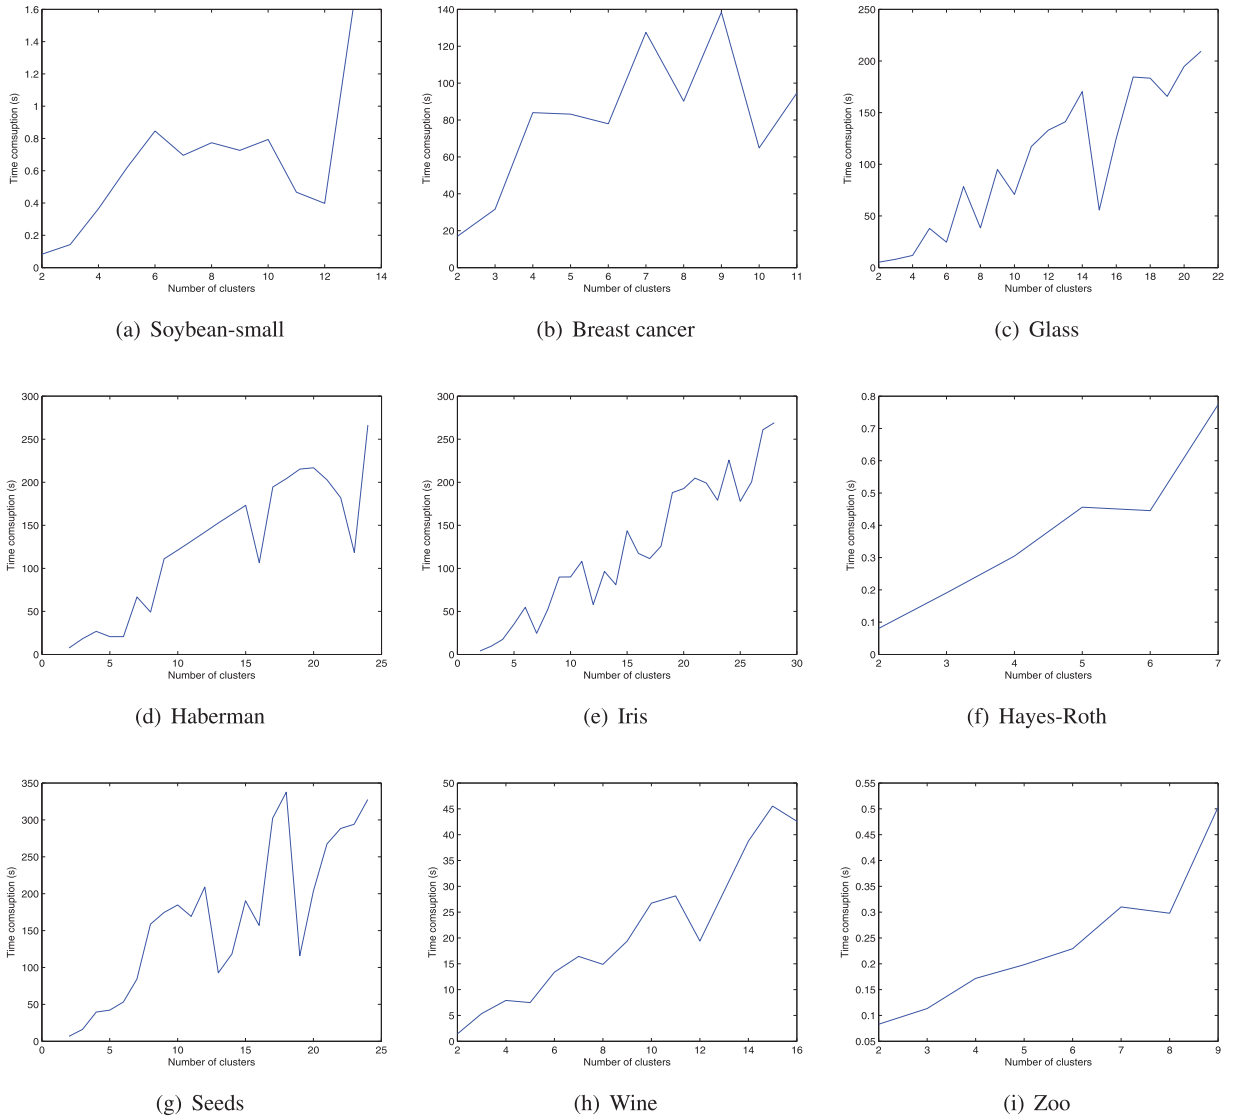 1.6
1.4
1.2
1
0.8
0.6
0.4
0.2
0
2 4 6 8 10 12 14
Time comsuption (s)
Number of clusters
(a) Soybean-small
140
120
100
80
60
40
20
0
2 3 4 5 6 7 8 9 10 11
Time comsuption (s)
Number of clusters
(b) Breast cancer
250
200
150
100
50
0
2 4 6 8 10 12 14 16 18 20 22
Time comsuption (s)
Number of clusters
(c) Glass
300
250
200
150
100
50
0
0 5 10 15 20 25
Time comsuption (s)
Number of clusters
(d) Haberman
300
250
200
150
100
50
0
0 5 10 15 20 25 30
Time comsuption (s)
Number of clusters
(e) Iris
0.8
0.7
0.6
0.5
0.4
0.3
0.2
0.1
0
2 3 4 5 6 7
Time comsuption (s)
Number of clusters
(f) Hayes-Roth
350
300
250
200
150
100
50
0
0 5 10 15 20 25
Time comsuption (s)
Number of clusters
(g) Seeds
50
45
40
35
30
25
20
15
10
5
0
2 4 6 8 10 12 14 16
Time comsuption (s)
Number of clusters
(h) Wine
0.55
0.5
0.45
0.4
0.35
0.3
0.25
0.2
0.15
0.1
0.05
2 3 4 5 6 7 8 9
Time comsuption (s)
Number of clusters
(i) Zoo